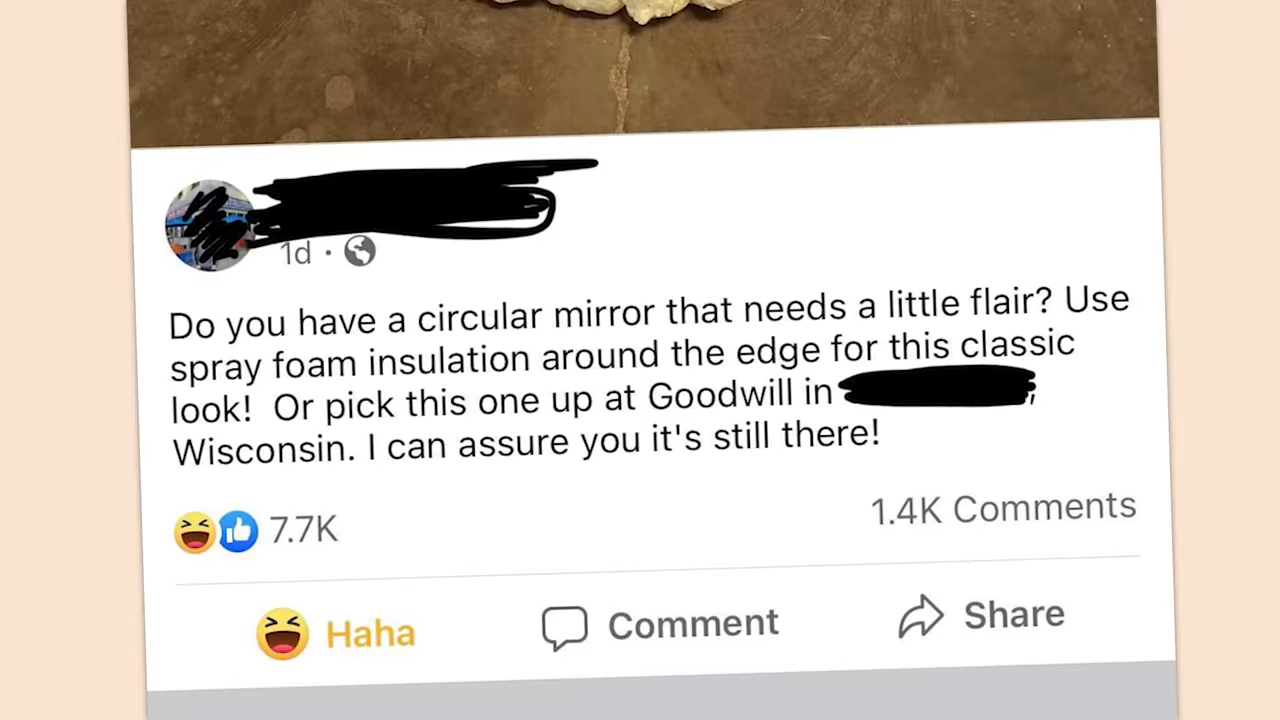 1d ·
Do you have a circular mirror that needs a little flair? Use
spray foam insulation around the edge for this classic
look! Or pick this one up at Goodwill in ,
Wisconsin. I can assure you it's still there!
7.7K
1.4K Comments
Haha
Comment
Share